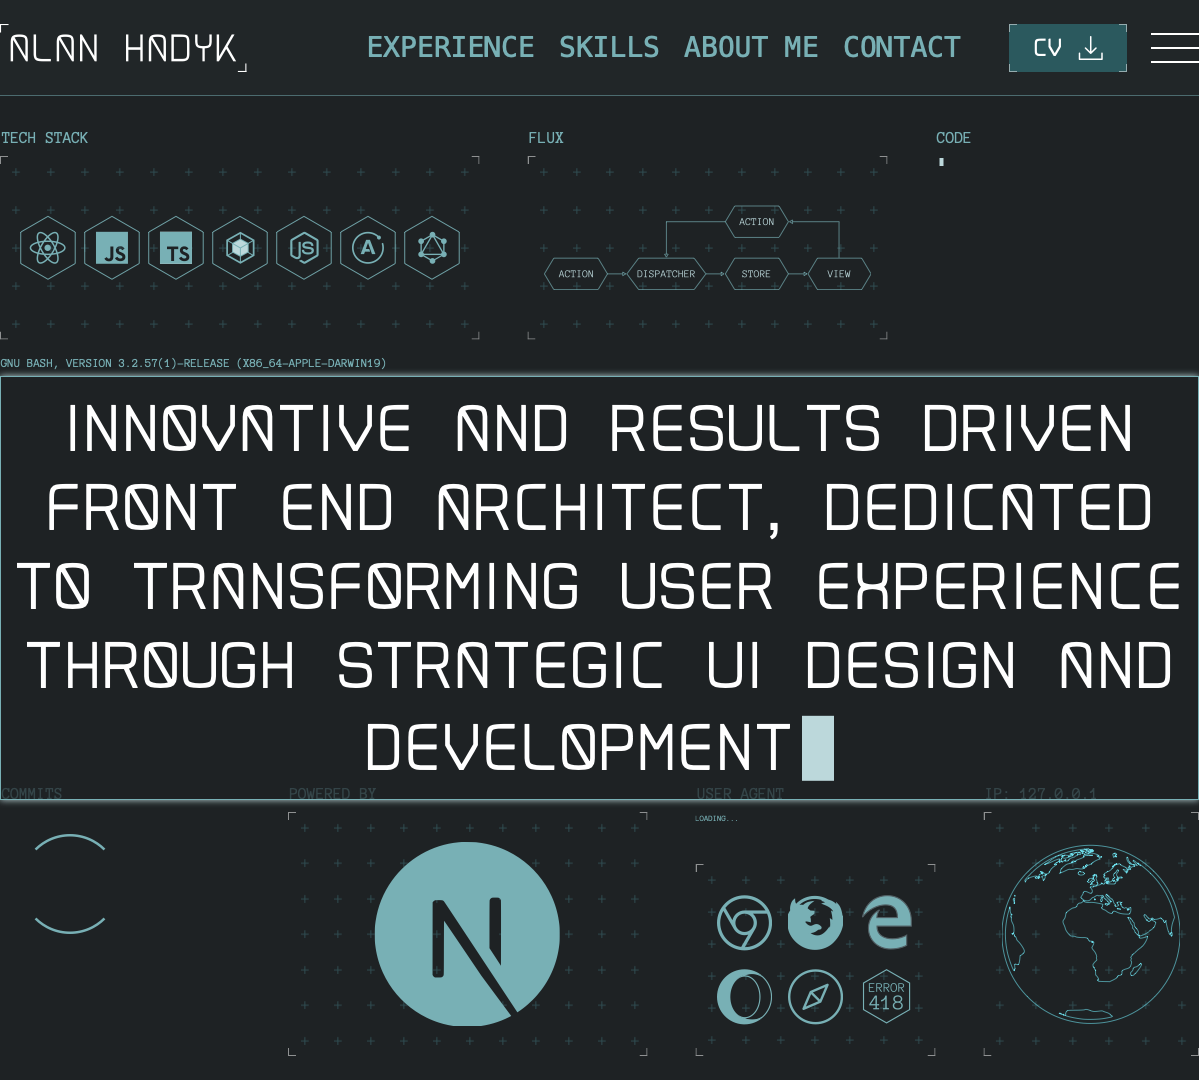 ALAN HADYK
EXPERIENCE SKILLS ABOUT ME CONTACT
CV
TECH STACK
FLUX
CODE
JS
TS
JS
A
ACTION
ACTION
DISPATCHER
STORE
VIEW
GNU BASH, VERSION 3.2.57(1)-RELEASE (X86_64-APPLE-DARWIN19)
INNOVATIVE AND RESULTS DRIVEN
FRONT END ARCHITECT, DEDICATED
TO TRANSFORMING USER EXPERIENCE
THROUGH STRATEGIC UI DESIGN AND
DEVELOPMENT
COMMITS
POWERED BY
USER AGENT
IP: 127.0.0.1
LOADING...
N
ERROR
418